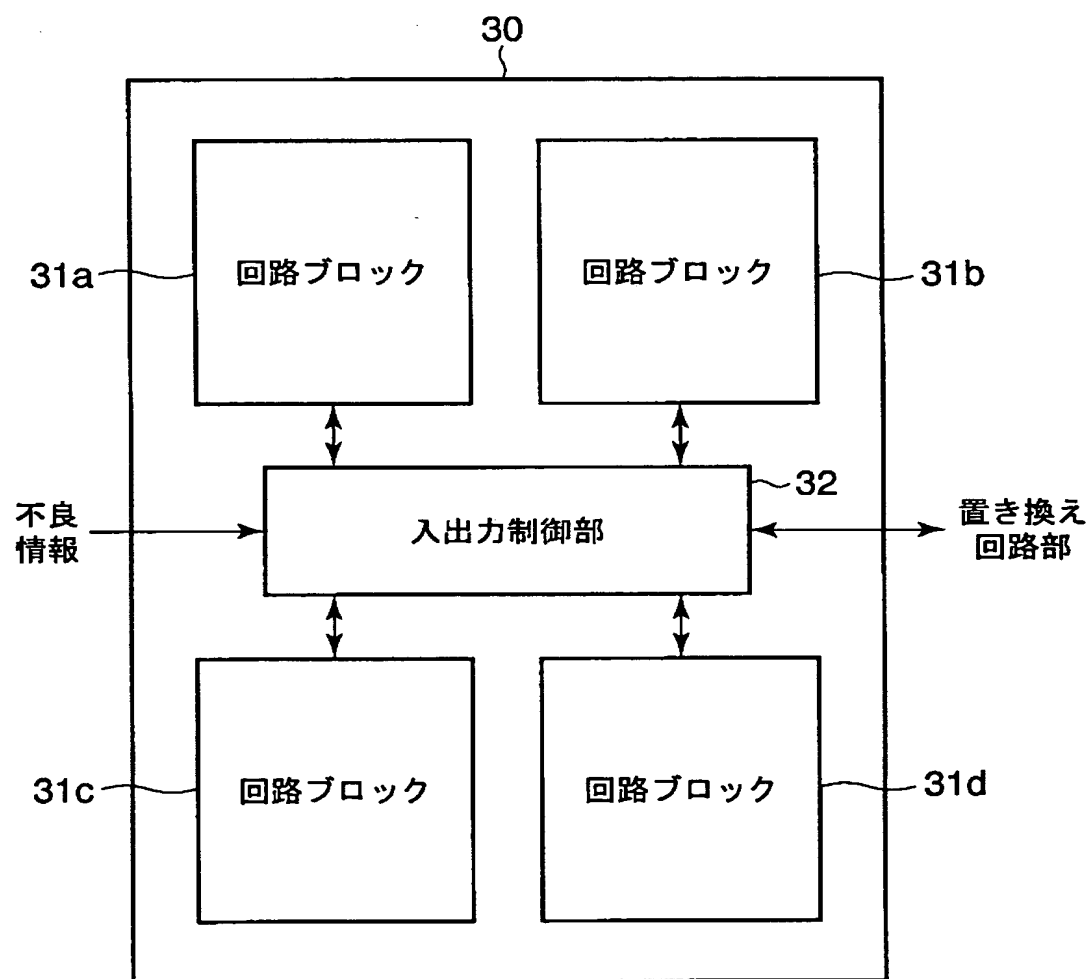 30
回路ブロック
回路ブロック
31a
31b
32
不良
情報
入出力制御部
置き換え
回路部
回路ブロック
回路ブロック
31c
31d